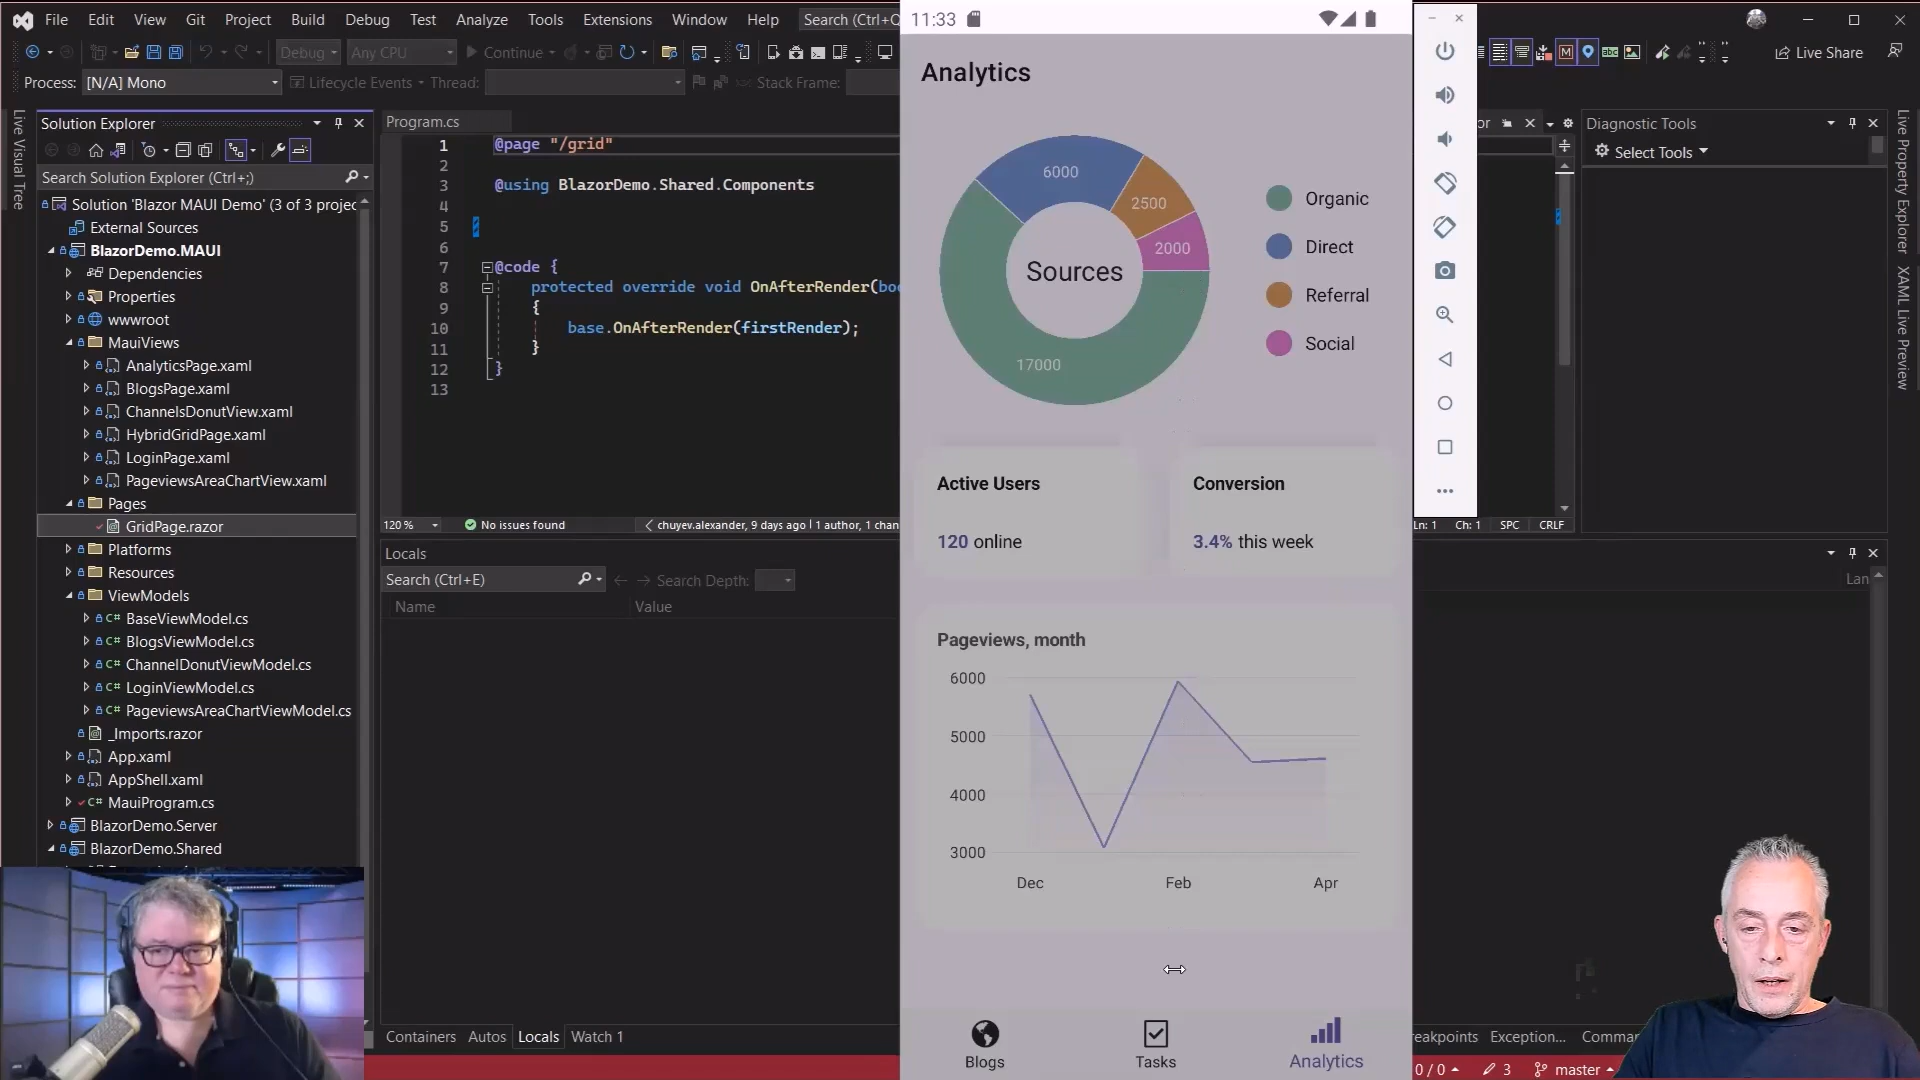 File Edit View Git Project Build Debug Test Analyze Tools Extensions Window Help Search (Ctrl+Q
Debug Any CPU Continue Live Share
Process: [N/A] Mono Lifecycle Events Thread: Stack Frame:
Live Visual Tree
Solution Explorer
Search Solution Explorer (Ctrl+;)
Solution 'Blazor MAUI Demo' (3 of 3 projec
External Sources
BlazorDemo.MAUI
Dependencies
Properties
wwwroot
MauiViews
AnalyticsPage.xaml
BlogsPage.xaml
ChannelsDonutView.xaml
HybridGridPage.xaml
LoginPage.xaml
PageviewsAreaChartView.xaml
Pages
GridPage.razor
Platforms
Resources
ViewModels
C# BaseViewModel.cs
C# BlogsViewModel.cs
C# ChannelDonutViewModel.cs
C# LoginViewModel.cs
C# PageviewsAreaChartViewModel.cs
_Imports.razor
App.xaml
AppShell.xaml
C# MauiProgram.cs
BlazorDemo.Server
BlazorDemo.Shared
Program.cs
1 @page "/grid"
2
3 @using BlazorDemo.Shared.Components
4
5
6
7 @code {
8 protected override void OnAfterRender(boo
9 {
10 base.OnAfterRender(firstRender);
11 }
12 }
13
120 % No issues found chuyev.alexander, 9 days ago | 1 author, 1 chan
Locals
Search (Ctrl+E) Search Depth:
Name Value
Containers Autos Locals Watch 1
11:33
Analytics
6000
2500
2000
17000
Sources
Organic
Direct
Referral
Social
Active Users
120 online
Conversion
3.4% this week
Pageviews, month
6000
5000
4000
3000
Dec Feb Apr
Blogs Tasks Analytics
or
Ln: 1 Ch: 1 SPC CRLF
Diagnostic Tools
Select Tools
Live Property Explorer
XAML Live Preview
Lan
eakpoints Exception... Comma
0 / 0 3 master